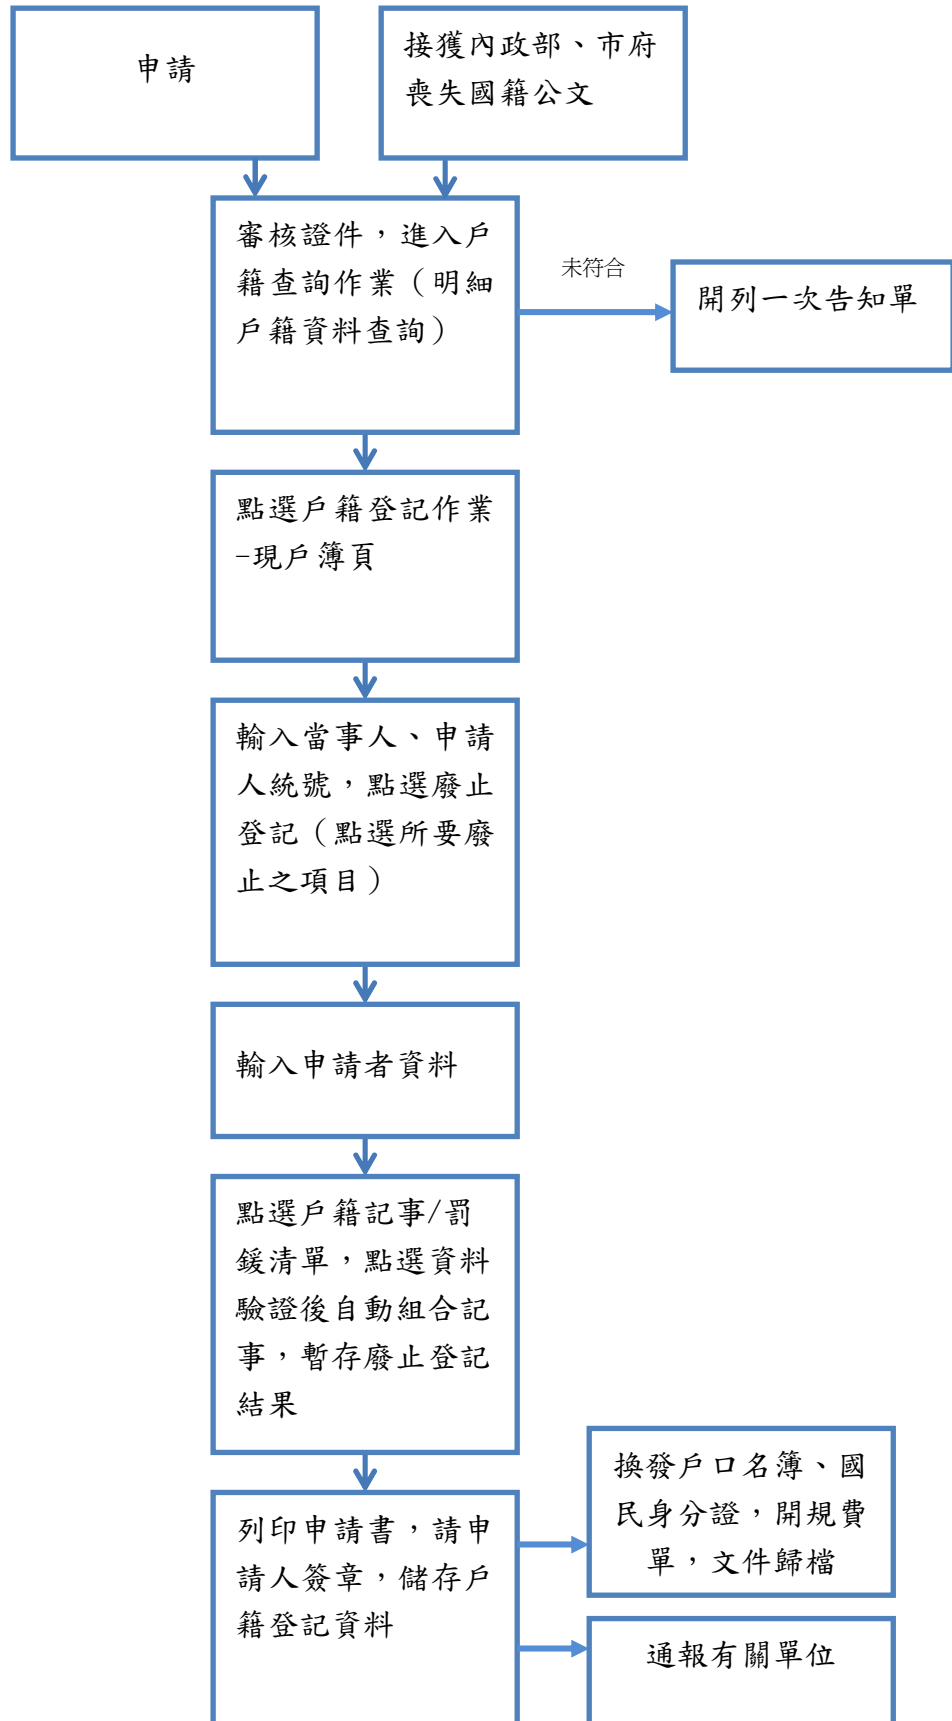 申請
接獲內政部、市府
喪失國籍公文
審核證件，進入戶
籍查詢作業（明細
戶籍資料查詢）
未符合
開列一次告知單
點選戶籍登記作業
-現戶簿頁
輸入當事人、申請
人統號，點選廢止
登記（點選所要廢
止之項目）
輸入申請者資料
點選戶籍記事/罰
鍰清單，點選資料
驗證後自動組合記
事，暫存廢止登記
結果
換發戶口名簿、國
民身分證，開規費
單，文件歸檔
列印申請書，請申
請人簽章，儲存戶
籍登記資料
通報有關單位